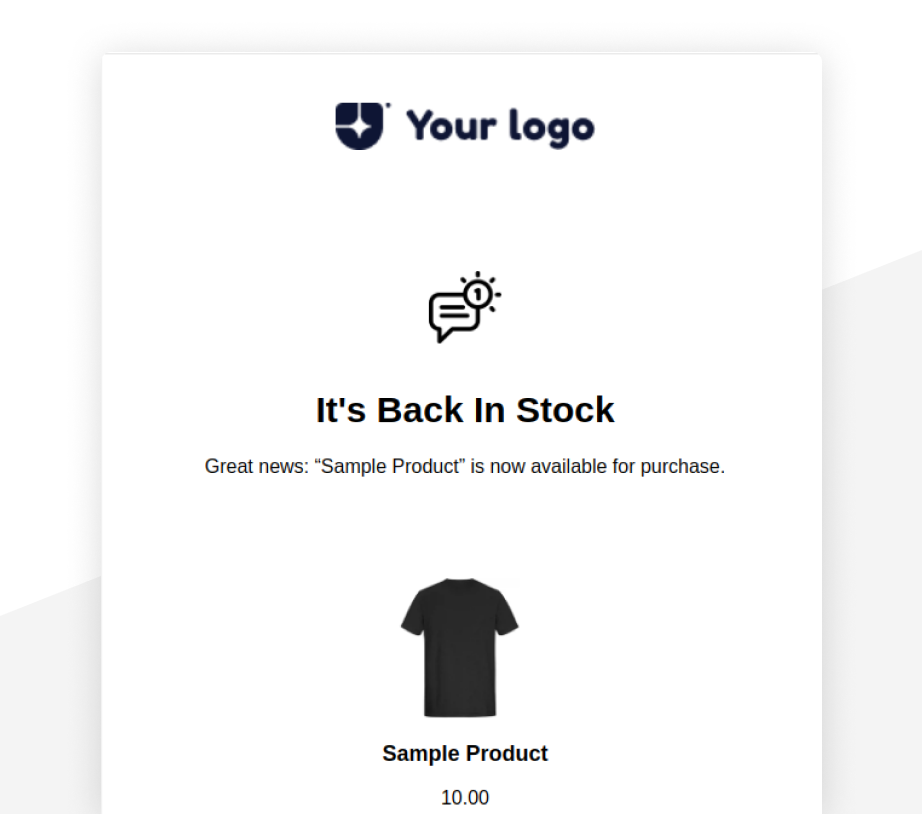 Your logo
1
It's Back In Stock
Great news: “Sample Product” is now available for purchase.
Sample Product
10.00